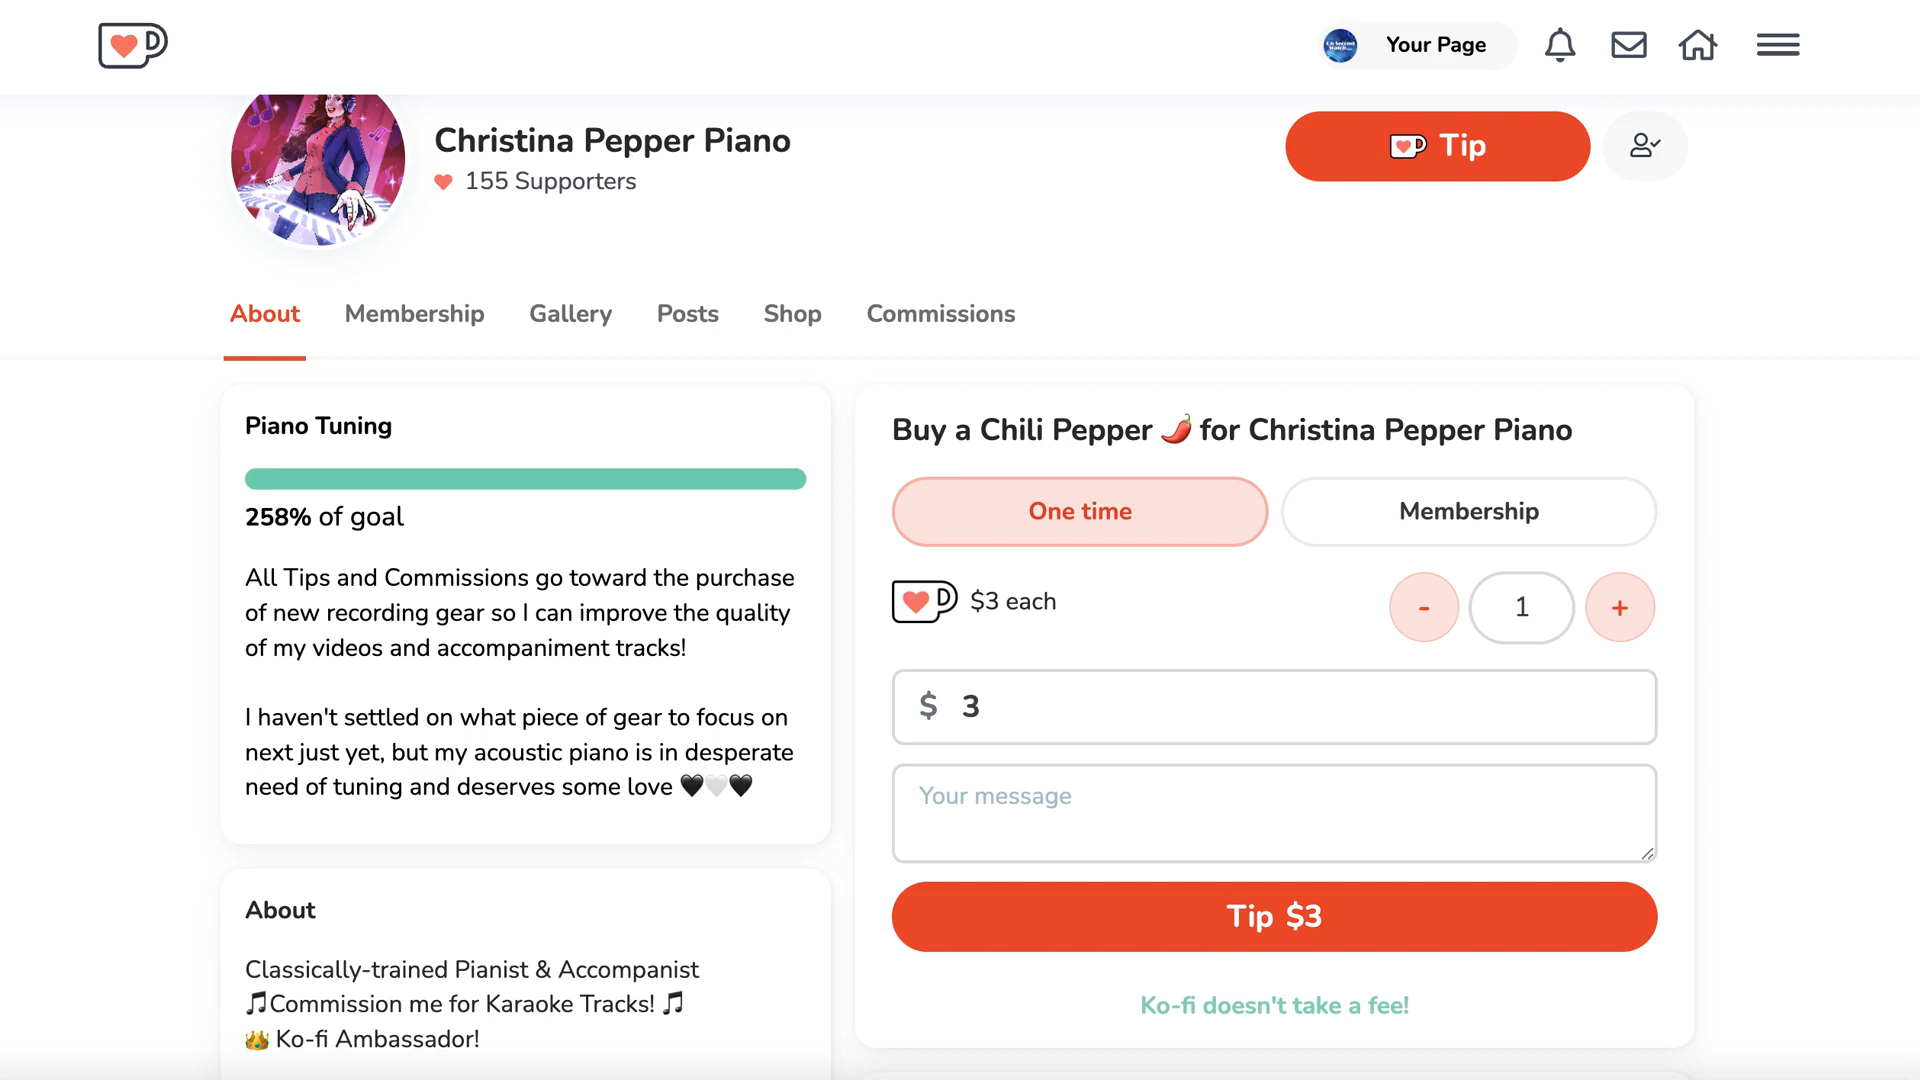 Your Page
Christina Pepper Piano
155 Supporters
Tip
About
Membership
Gallery
Posts
Shop
Commissions
Piano Tuning
258% of goal
All Tips and Commissions go toward the purchase
of new recording gear so I can improve the quality
of my videos and accompaniment tracks!
I haven't settled on what piece of gear to focus on
next just yet, but my acoustic piano is in desperate
need of tuning and deserves some love 🖤🤍🖤
About
Classically-trained Pianist & Accompanist
🎵Commission me for Karaoke Tracks! 🎵
👑 Ko-fi Ambassador!
Buy a Chili Pepper 🌶️ for Christina Pepper Piano
One time
Membership
$3 each
-
1
+
$ 3
Your message
Tip $3
Ko-fi doesn't take a fee!